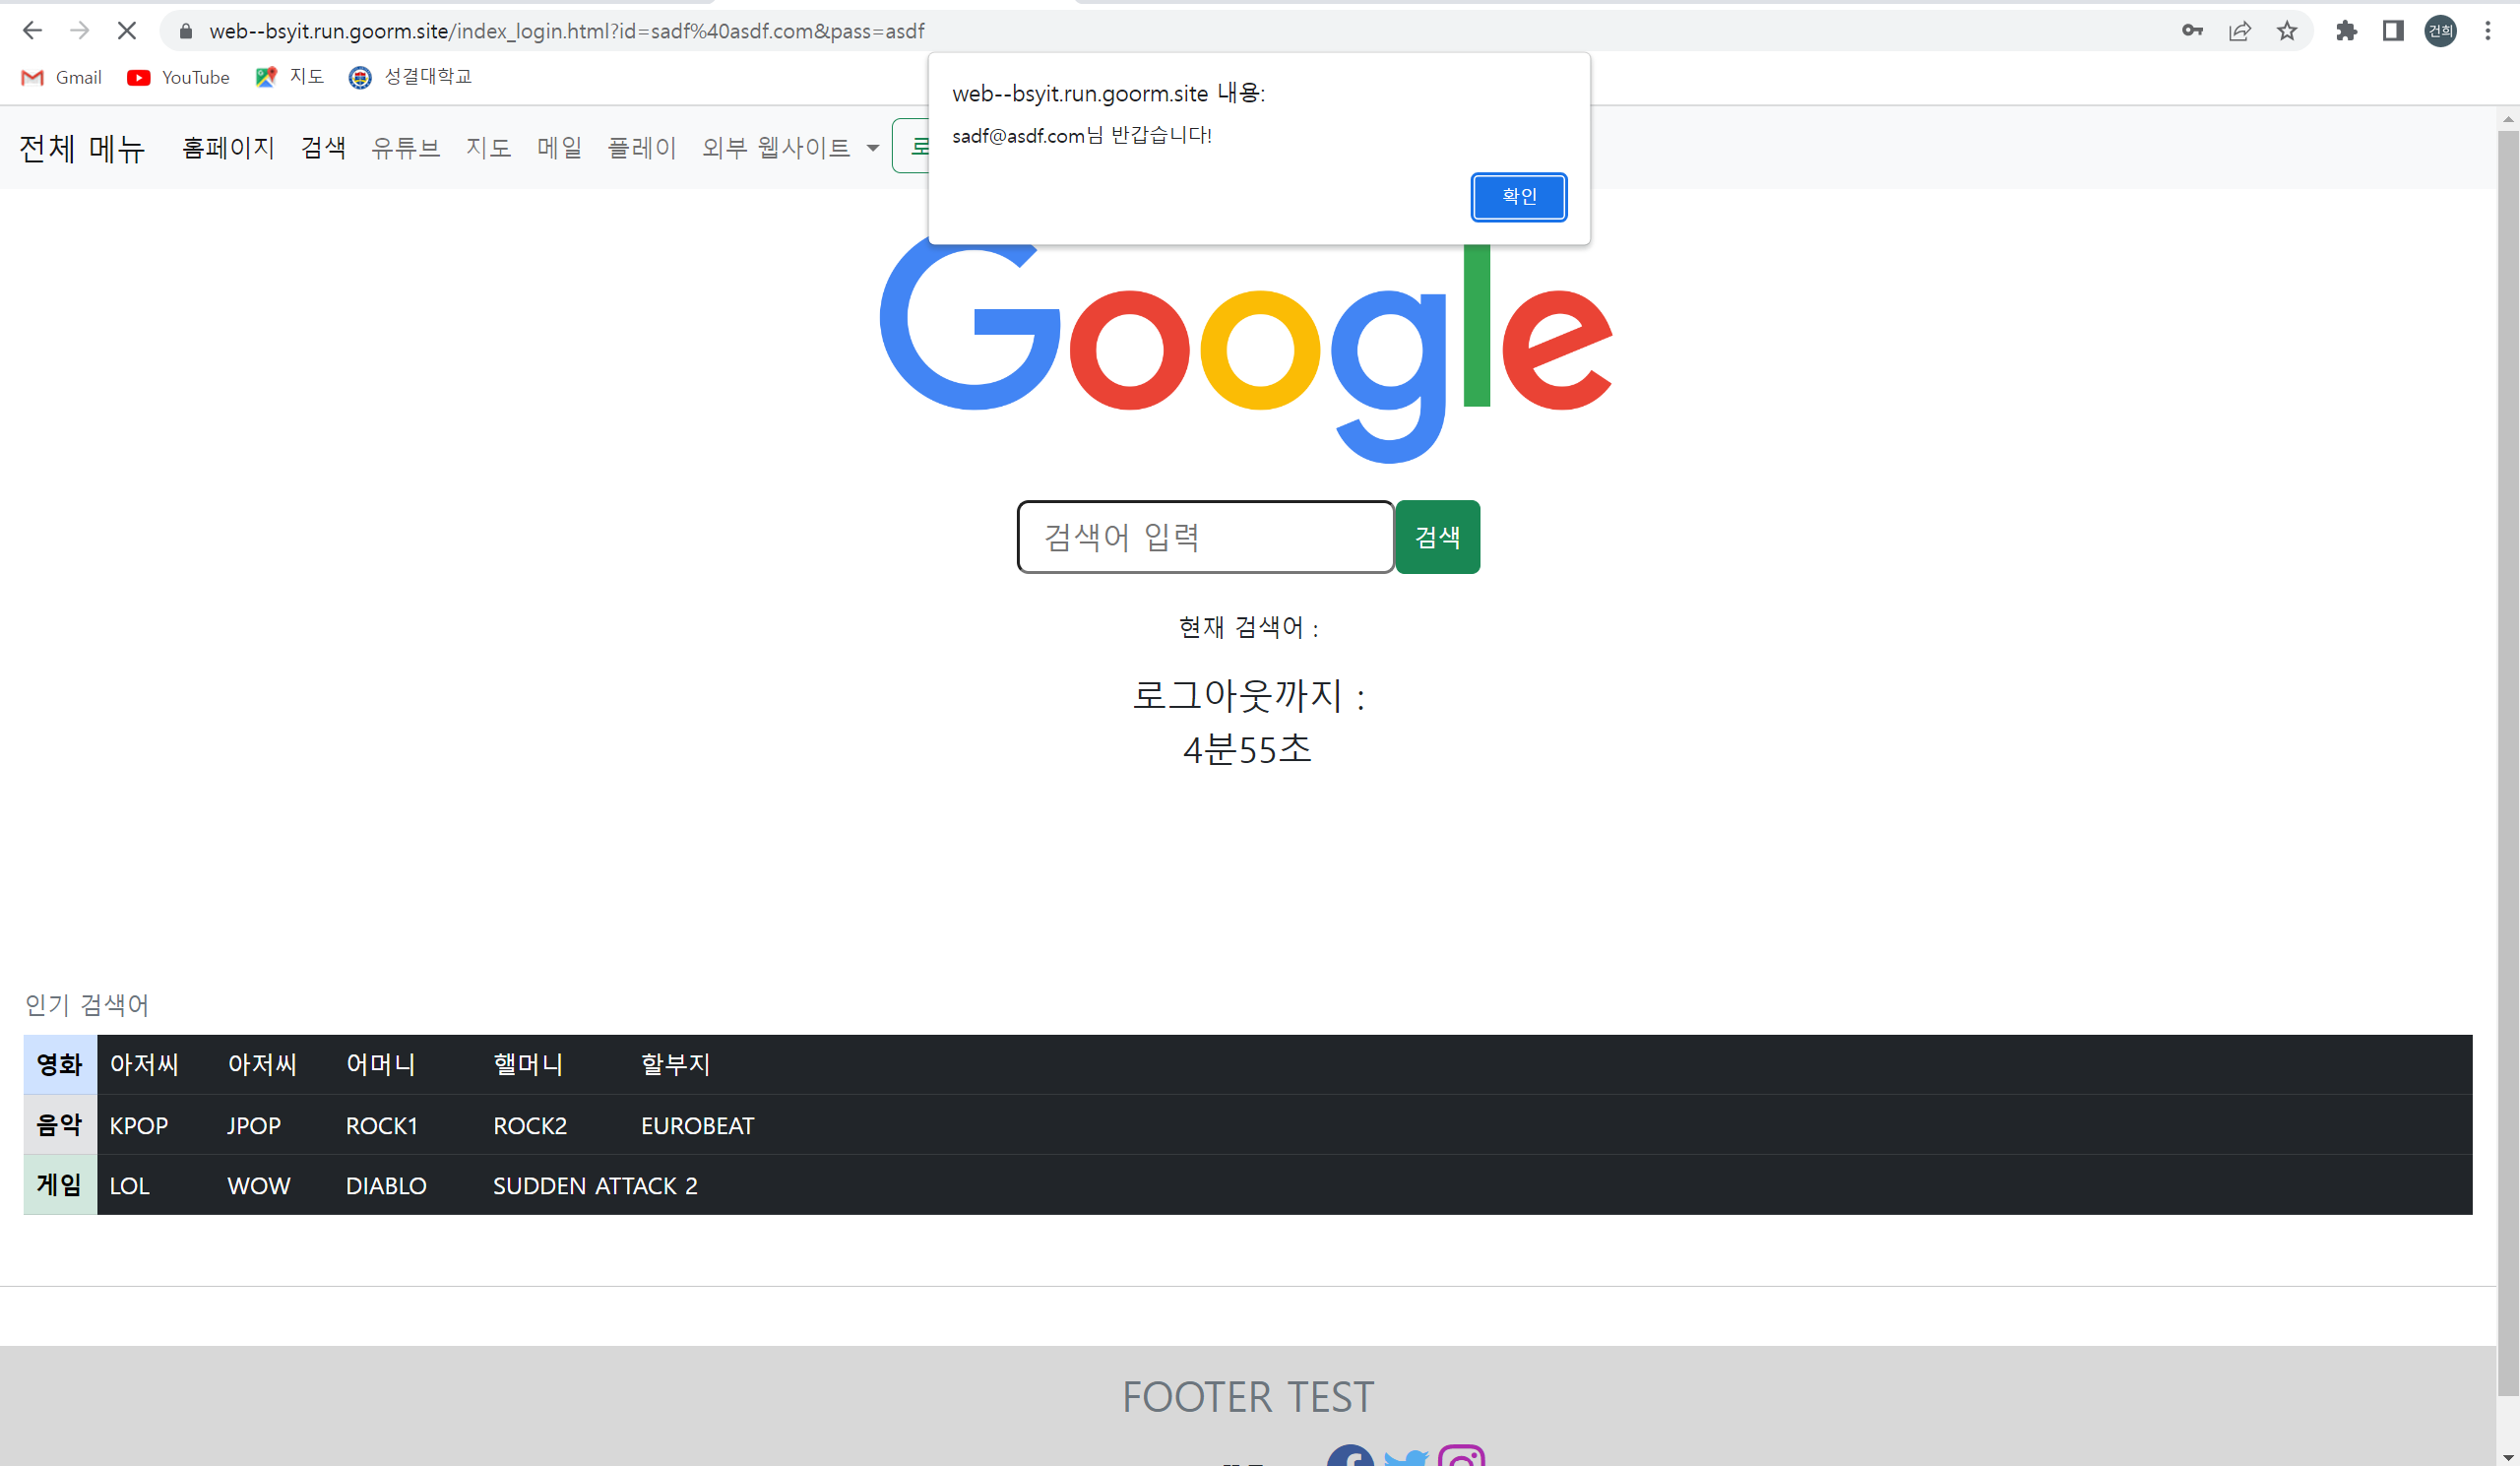 web--bsyit.run.goorm.site/index_login.html?id=sadf%40asdf.com&pass=asdf
건희
Gmail YouTube 지도 성결대학교
web--bsyit.run.goorm.site 내용:
sadf@asdf.com님 반갑습니다!
확인
전체 메뉴 홈페이지 검색 유튜브 지도 메일 플레이 외부 웹사이트
Google
검색어 입력 검색
현재 검색어 :
로그아웃까지 :
4분55초
인기 검색어
영화 아저씨 아저씨 어머니 핼머니 할부지
음악 KPOP JPOP ROCK1 ROCK2 EUROBEAT
게임 LOL WOW DIABLO SUDDEN ATTACK 2
FOOTER TEST